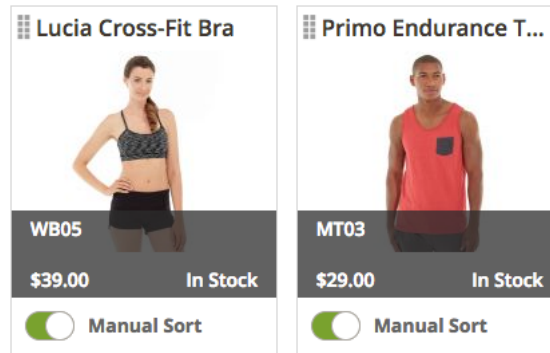 Lucia Cross-Fit Bra
WB05
$39.00 In Stock
Manual Sort
Primo Endurance T...
MT03
$29.00 In Stock
Manual Sort